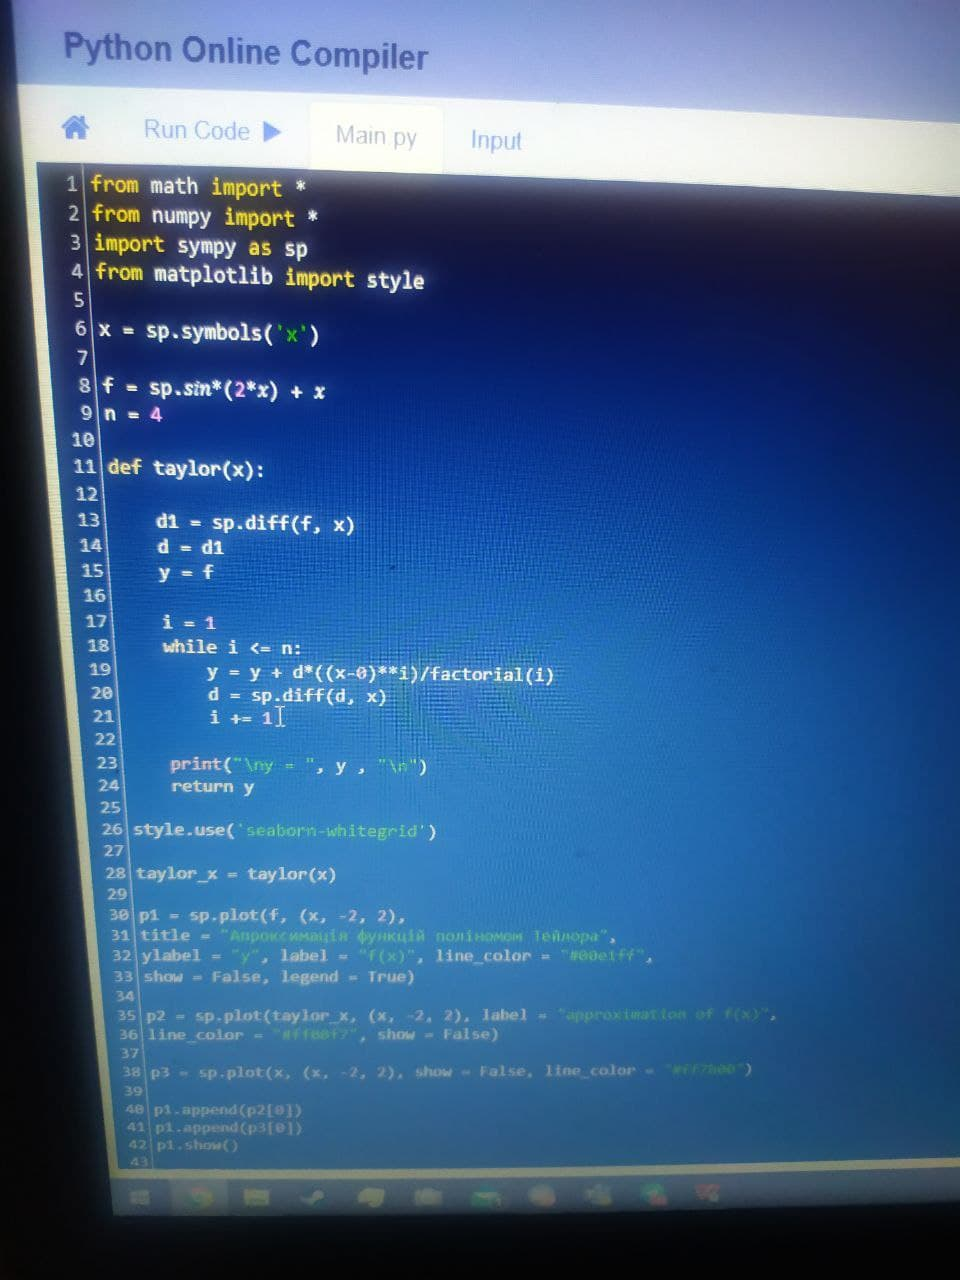 Python Online Compiler
Run Code Main py Input
1 from math import *
2 from numpy import *
3 import sympy as sp
4 from matplotlib import style
5
6 x = sp.symbols('x')
7
8 f = sp.sin*(2*x) + x
9 n = 4
10
11 def taylor(x):
12
13 d1 = sp.diff(f, x)
14 d = d1
15 y = f
16
17 i = 1
18 while i <= n:
19 y = y + d*((x-0)**i)/factorial(i)
20 d = sp.diff(d, x)
21 i += 1
22
23 print("\ny = ", y , "\n")
24 return y
25
26 style.use('seaborn-whitegrid')
27
28 taylor_x = taylor(x)
29
30 p1 = sp.plot(f, (x, -2, 2),
31 title = "Апроксимація функцій поліномом Тейлора",
32 ylabel = "y", label = "f(x)", line_color = "#00e1ff",
33 show = False, legend = True)
34
35 p2 = sp.plot(taylor_x, (x, -2, 2), label = "approximation of f(x)",
36 line_color = "#ff00f7", show = False)
37
38 p3 = sp.plot(x, (x, -2, 2), show = False, line_color = "#ff7b00")
39
40 p1.append(p2[0])
41 p1.append(p3[0])
42 p1.show()
43